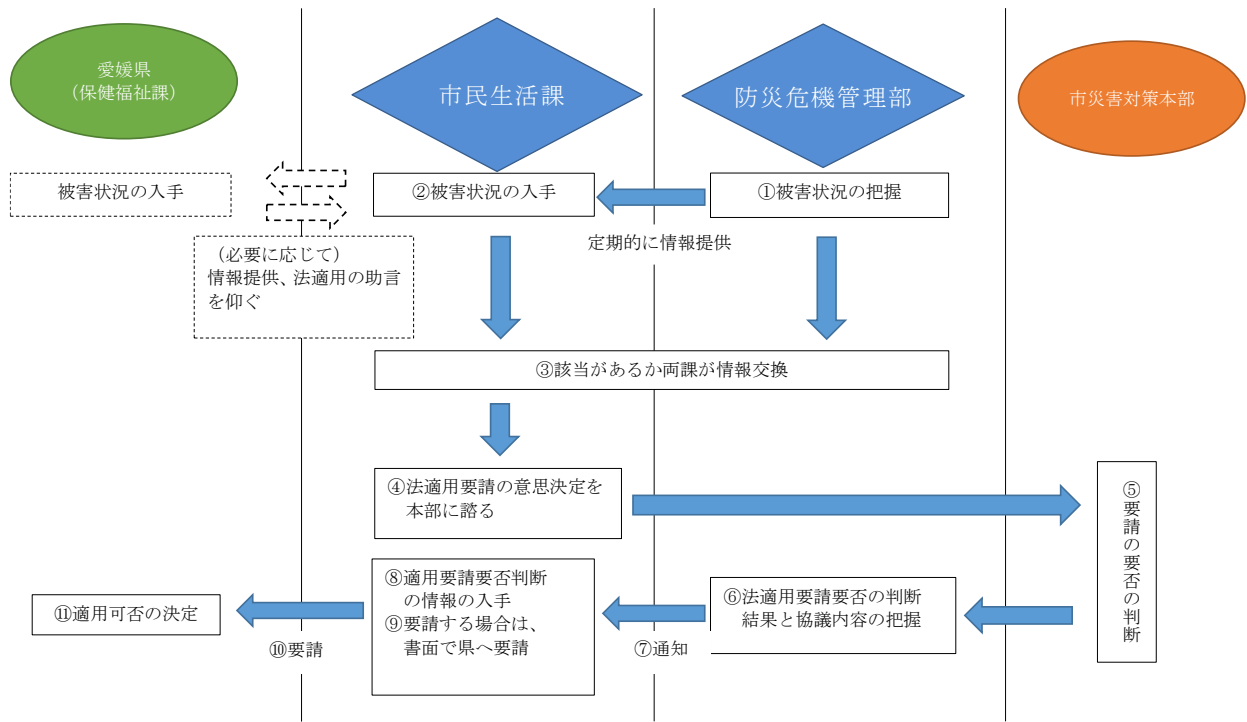 愛媛県
（保健福祉課）
市民生活課
防災危機管理部
市災害対策本部
被害状況の入手
②被害状況の入手
①被害状況の把握
定期的に情報提供
（必要に応じて）
情報提供、法適用の助言
を仰ぐ
③該当があるか両課が情報交換
④法適用要請の意思決定を
本部に諮る
⑤要請の要否の判断
⑥法適用要請要否の判断
結果と協議内容の把握
⑦通知
⑧適用要請要否判断
の情報の入手
⑨要請する場合は、
書面で県へ要請
⑩要請
⑪適用可否の決定